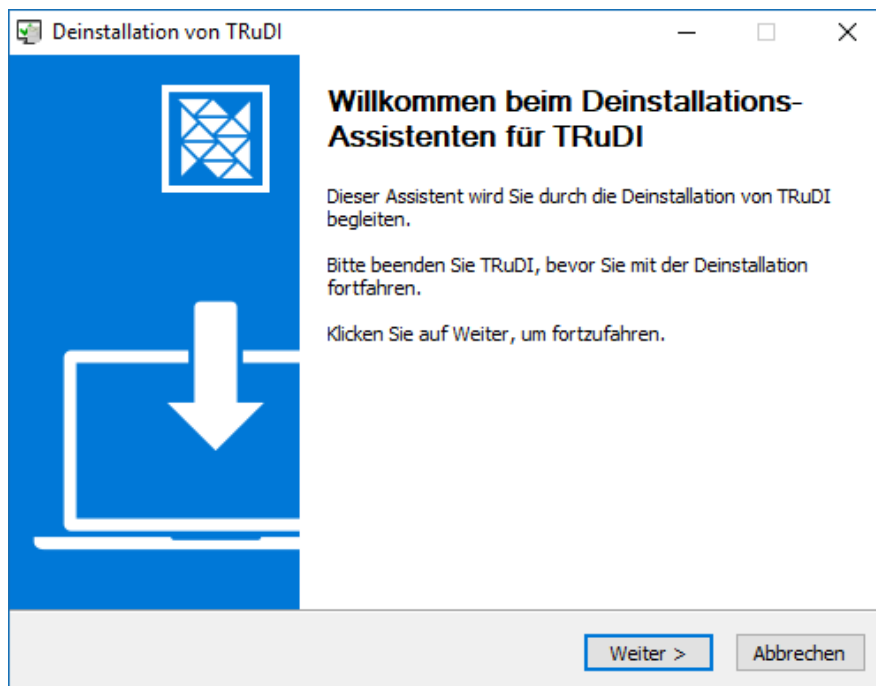 Deinstallation von TRuDI
Willkommen beim Deinstallations-
Assistenten für TRuDI
Dieser Assistent wird Sie durch die Deinstallation von TRuDI
begleiten.
Bitte beenden Sie TRuDI, bevor Sie mit der Deinstallation
fortfahren.
Klicken Sie auf Weiter, um fortzufahren.
Weiter >
Abbrechen